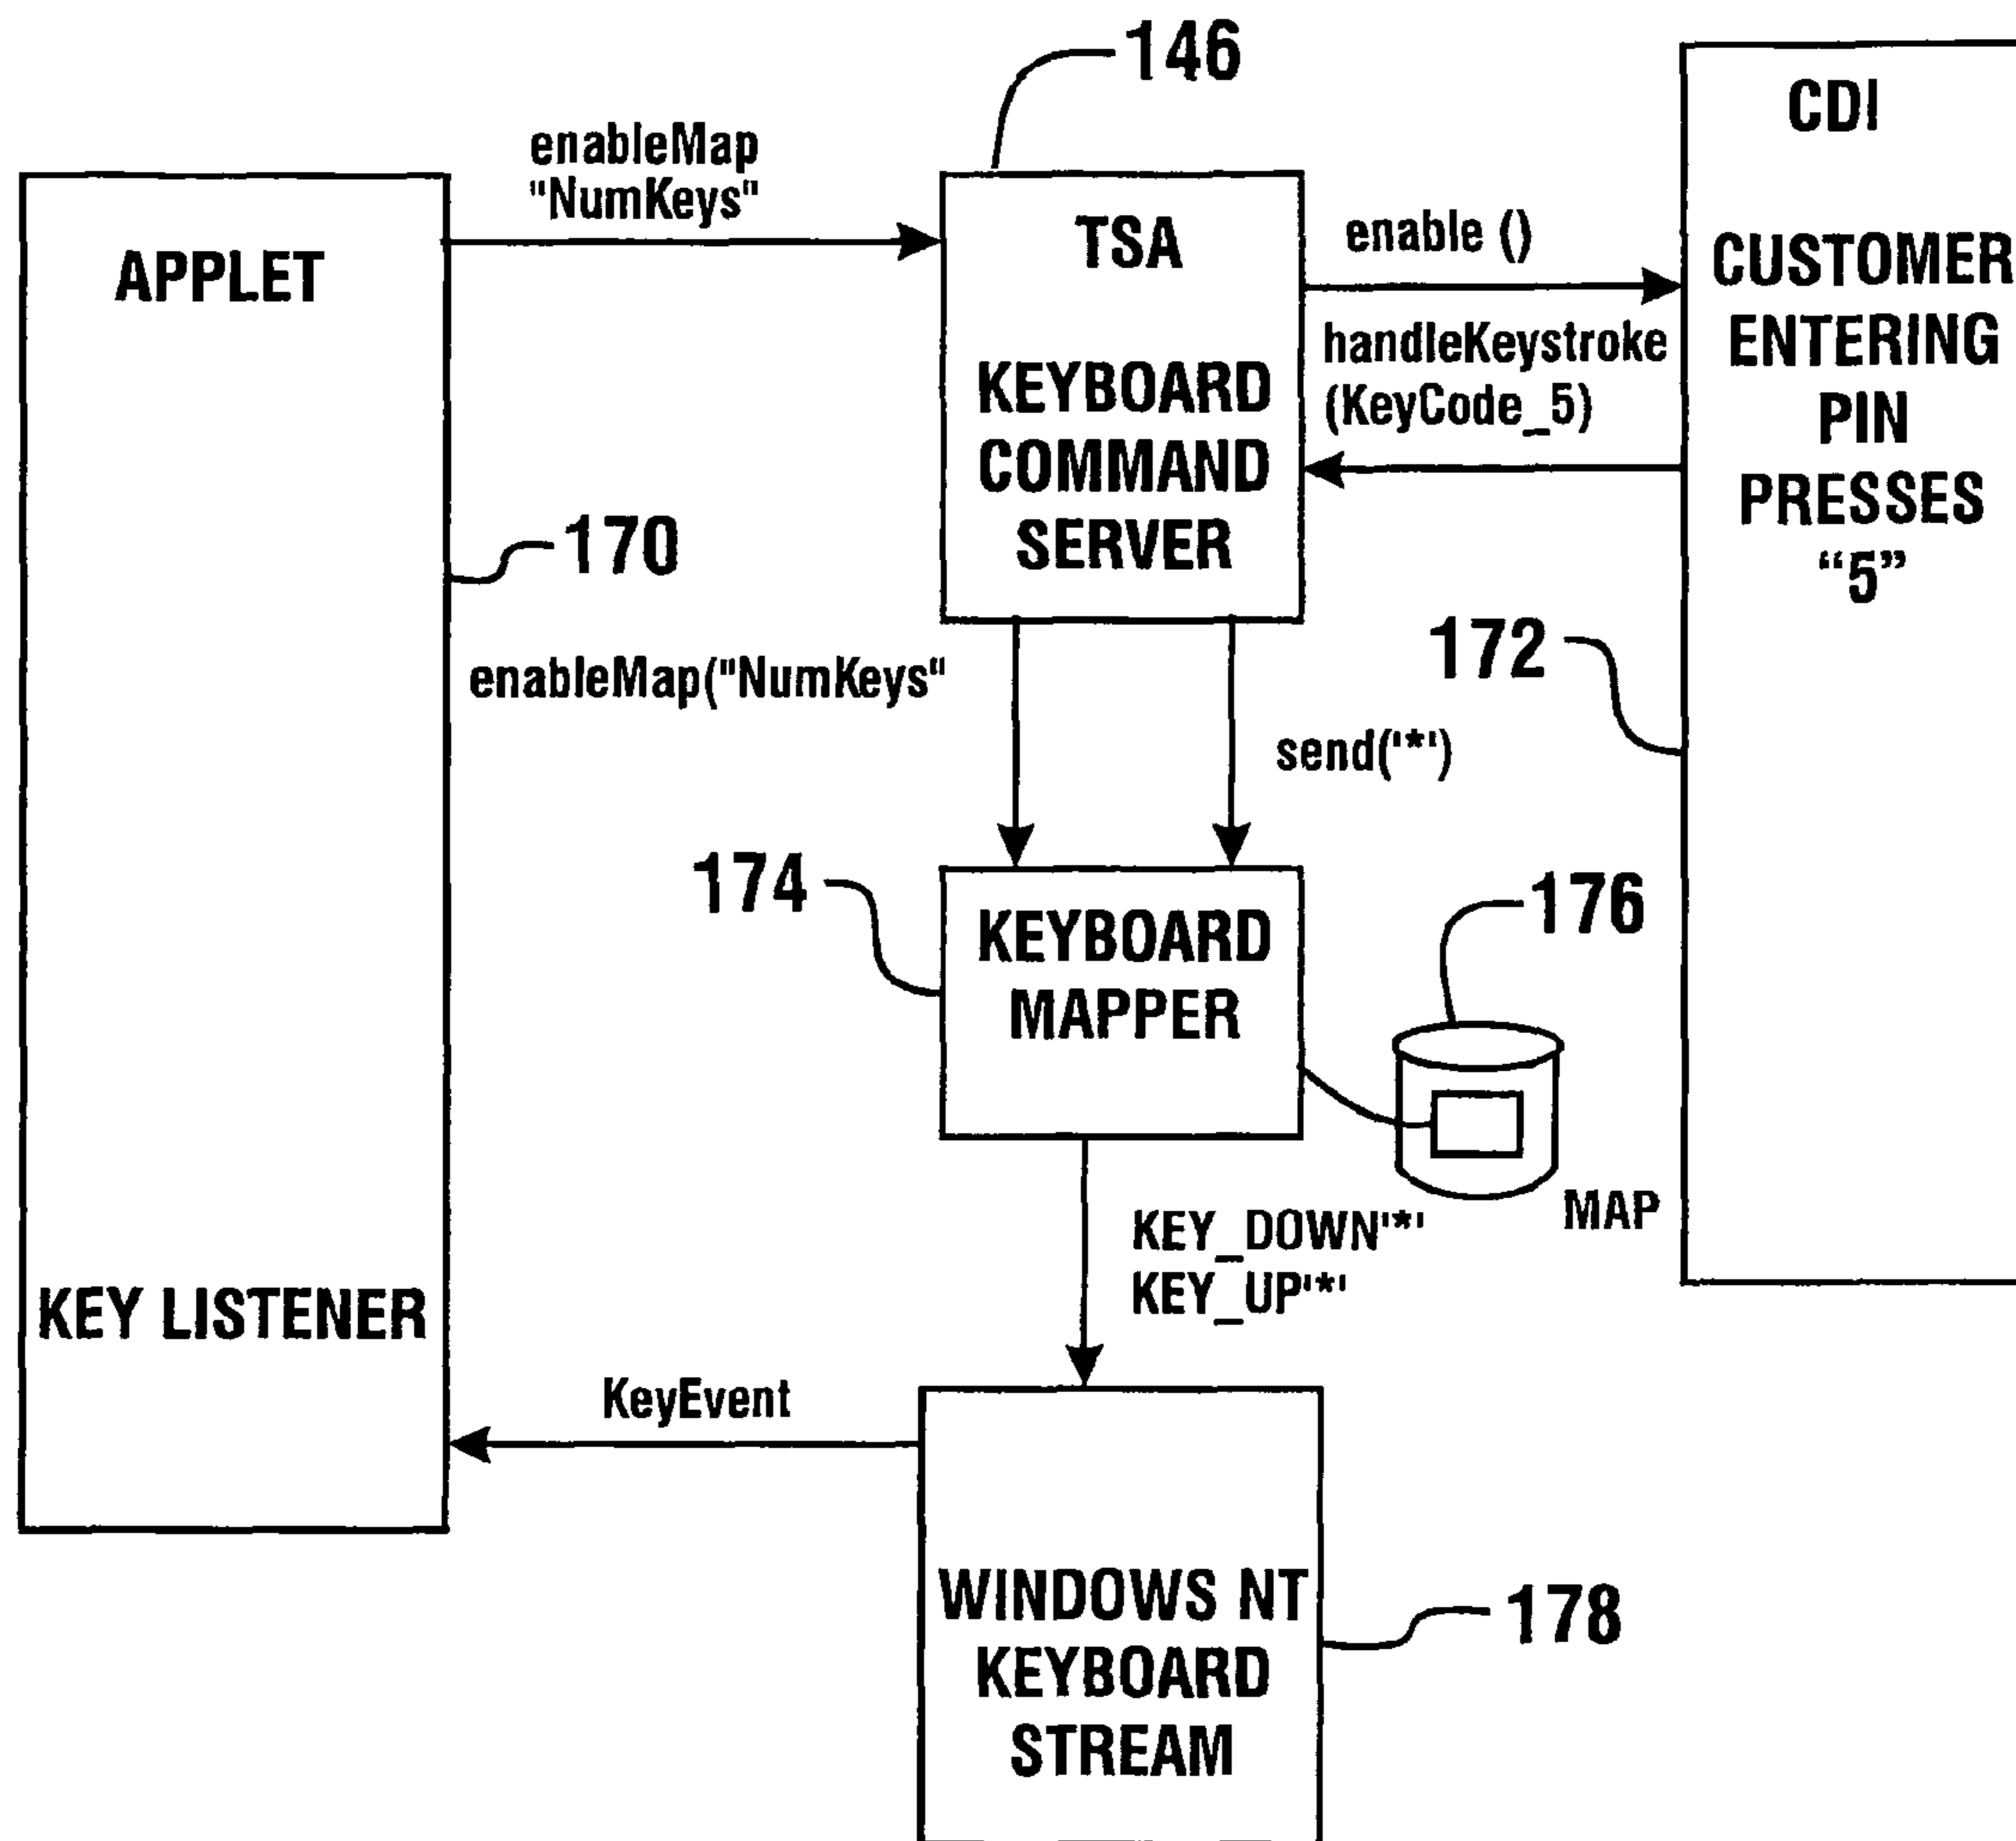 146
CDI
enableMap
"NumKeys"
APPLET
TSA
enable ()
CUSTOMER
ENTERING
PIN
PRESSES
“5”
handleKeystroke
(KeyCode_5)
KEYBOARD
COMMAND
SERVER
170
172
enableMap("NumKeys"
send('*')
174
KEYBOARD
MAPPER
176
MAP
KEY_DOWN'*'
KEY_UP'*'
KEY LISTENER
KeyEvent
WINDOWS NT
KEYBOARD
STREAM
178